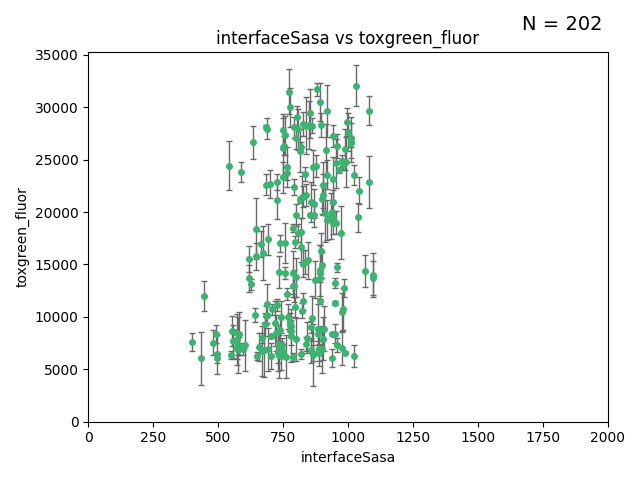 N = 202
interfaceSasa vs toxgreen_fluor
35000
30000
25000
20000
15000
10000
5000
0
toxgreen_fluor
0 250 500 750 1000 1250 1500 1750 2000
interfaceSasa